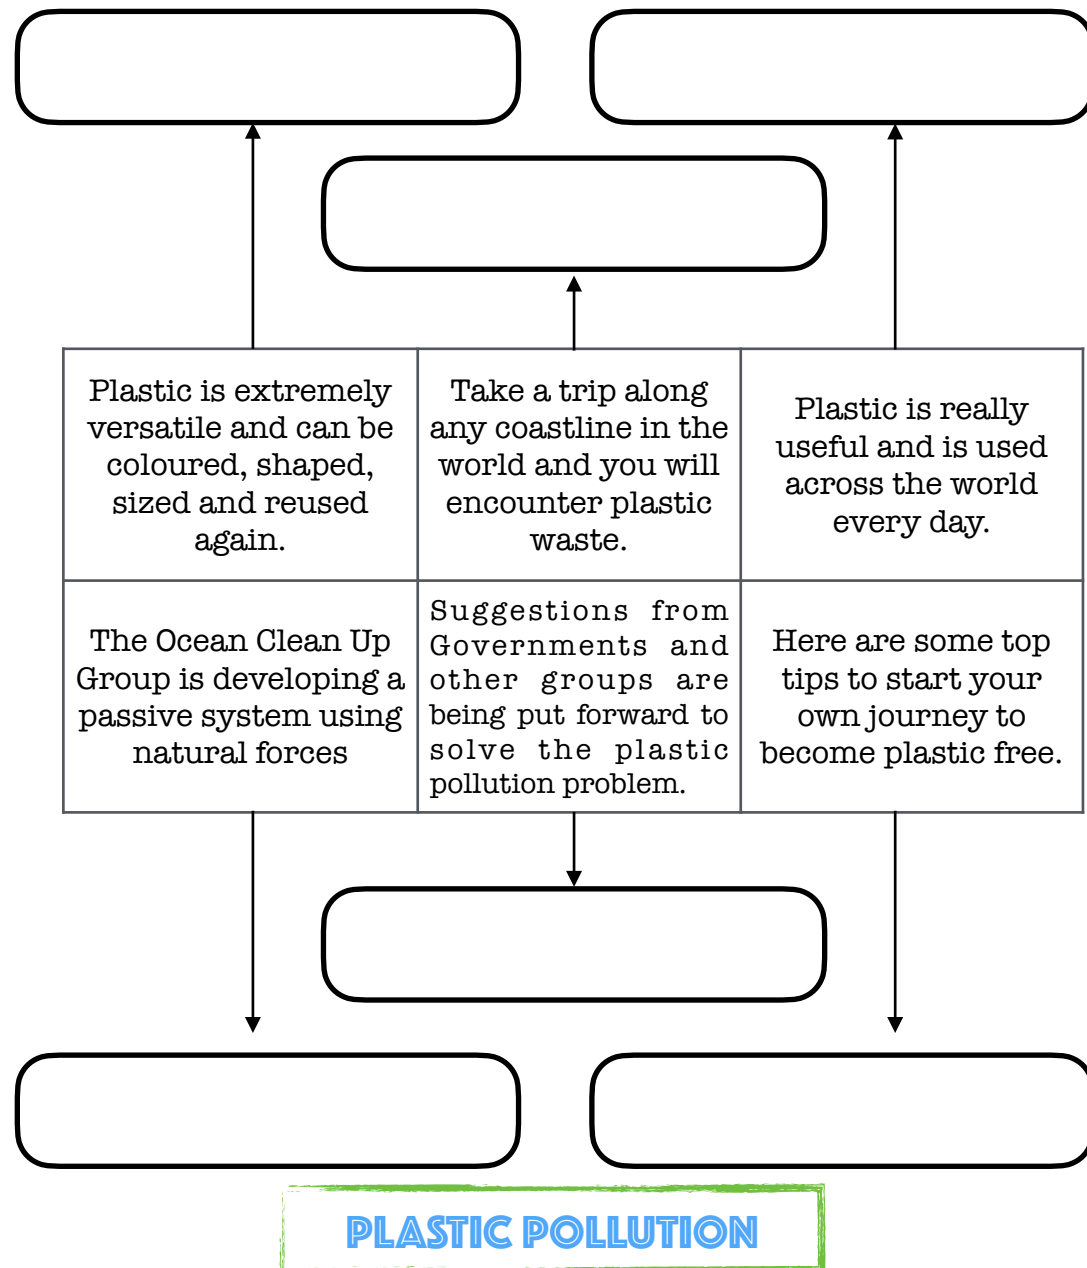 Plastic is extremely
versatile and can be
coloured, shaped,
sized and reused
again.
Take a trip along
any coastline in the
world and you will
encounter plastic
waste.
Plastic is really
useful and is used
across the world
every day.
The Ocean Clean Up
Group is developing a
passive system using
natural forces
Suggestions from
Governments and
other groups are
being put forward to
solve the plastic
pollution problem.
Here are some top
tips to start your
own journey to
become plastic free.
PLASTIC POLLUTION